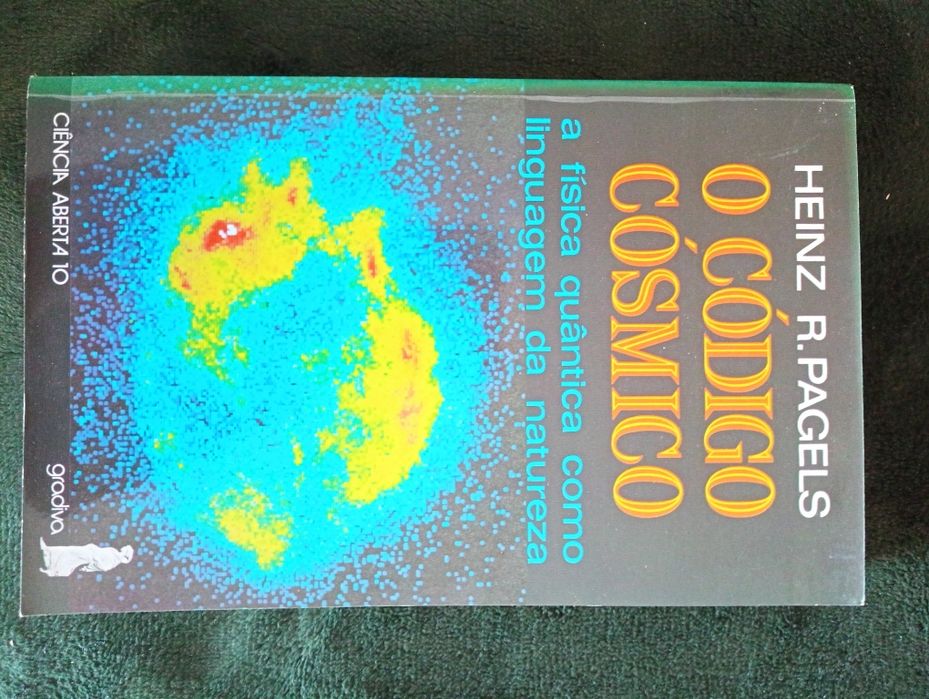 HEINZ R. PAGELS
O CÓDIGO
CÓSMICO
a física quântica como
linguagem da natureza
CIÊNCIA ABERTA 10
gradiva